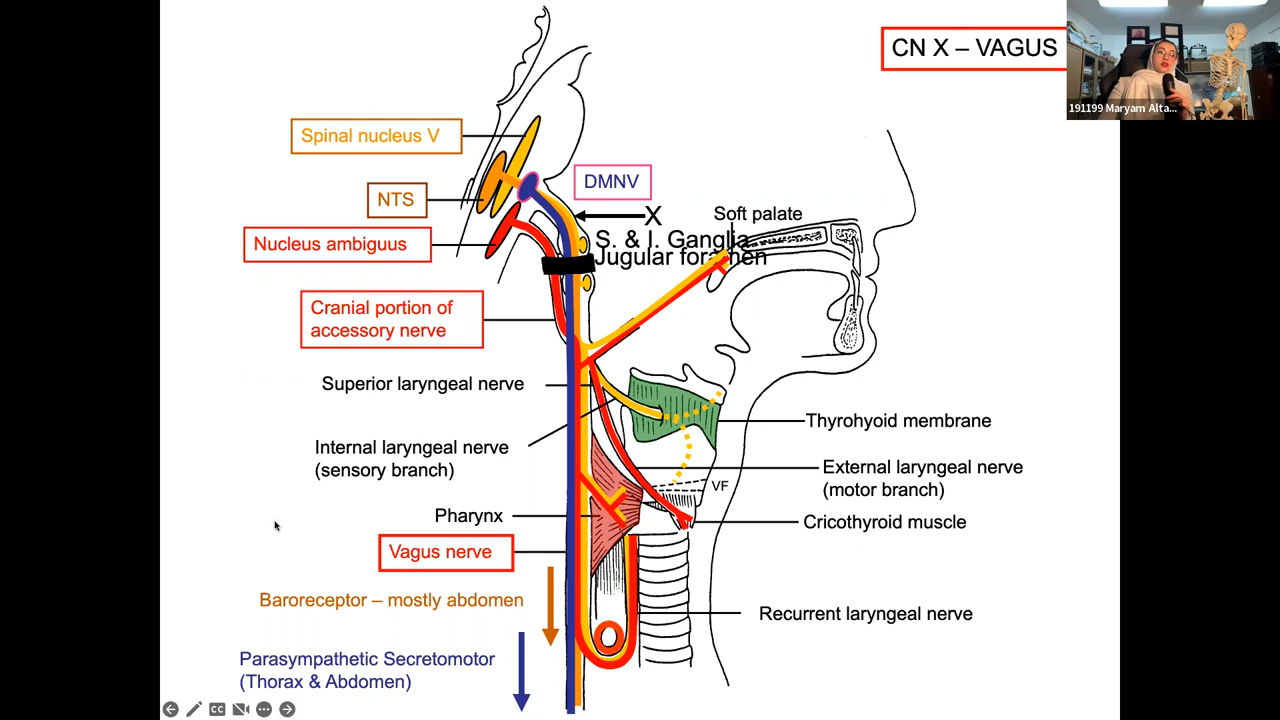 CN X – VAGUS
191199 Maryam Alta...
Spinal nucleus V
DMNV
NTS
X
Soft palate
Nucleus ambiguus
S. & I. Ganglia
Jugular foramen
Cranial portion of
accessory nerve
Superior laryngeal nerve
Thyrohyoid membrane
Internal laryngeal nerve
(sensory branch)
External laryngeal nerve
(motor branch)
VF
Pharynx
Cricothyroid muscle
Vagus nerve
Baroreceptor – mostly abdomen
Recurrent laryngeal nerve
Parasympathetic Secretomotor
(Thorax & Abdomen)
CC